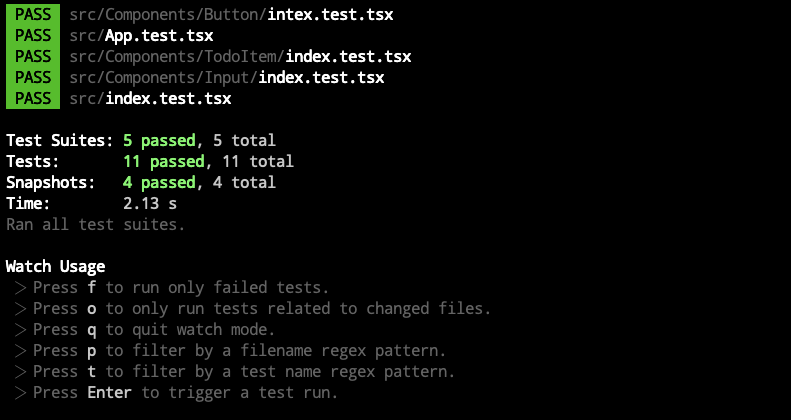 PASS src/Components/Button/intex.test.tsx
PASS src/App.test.tsx
PASS src/Components/TodoItem/index.test.tsx
PASS src/Components/Input/index.test.tsx
PASS src/index.test.tsx
Test Suites: 5 passed, 5 total
Tests: 11 passed, 11 total
Snapshots: 4 passed, 4 total
Time: 2.13 s
Ran all test suites.
Watch Usage
> Press f to run only failed tests.
> Press o to only run tests related to changed files.
> Press q to quit watch mode.
> Press p to filter by a filename regex pattern.
> Press t to filter by a test name regex pattern.
> Press Enter to trigger a test run.